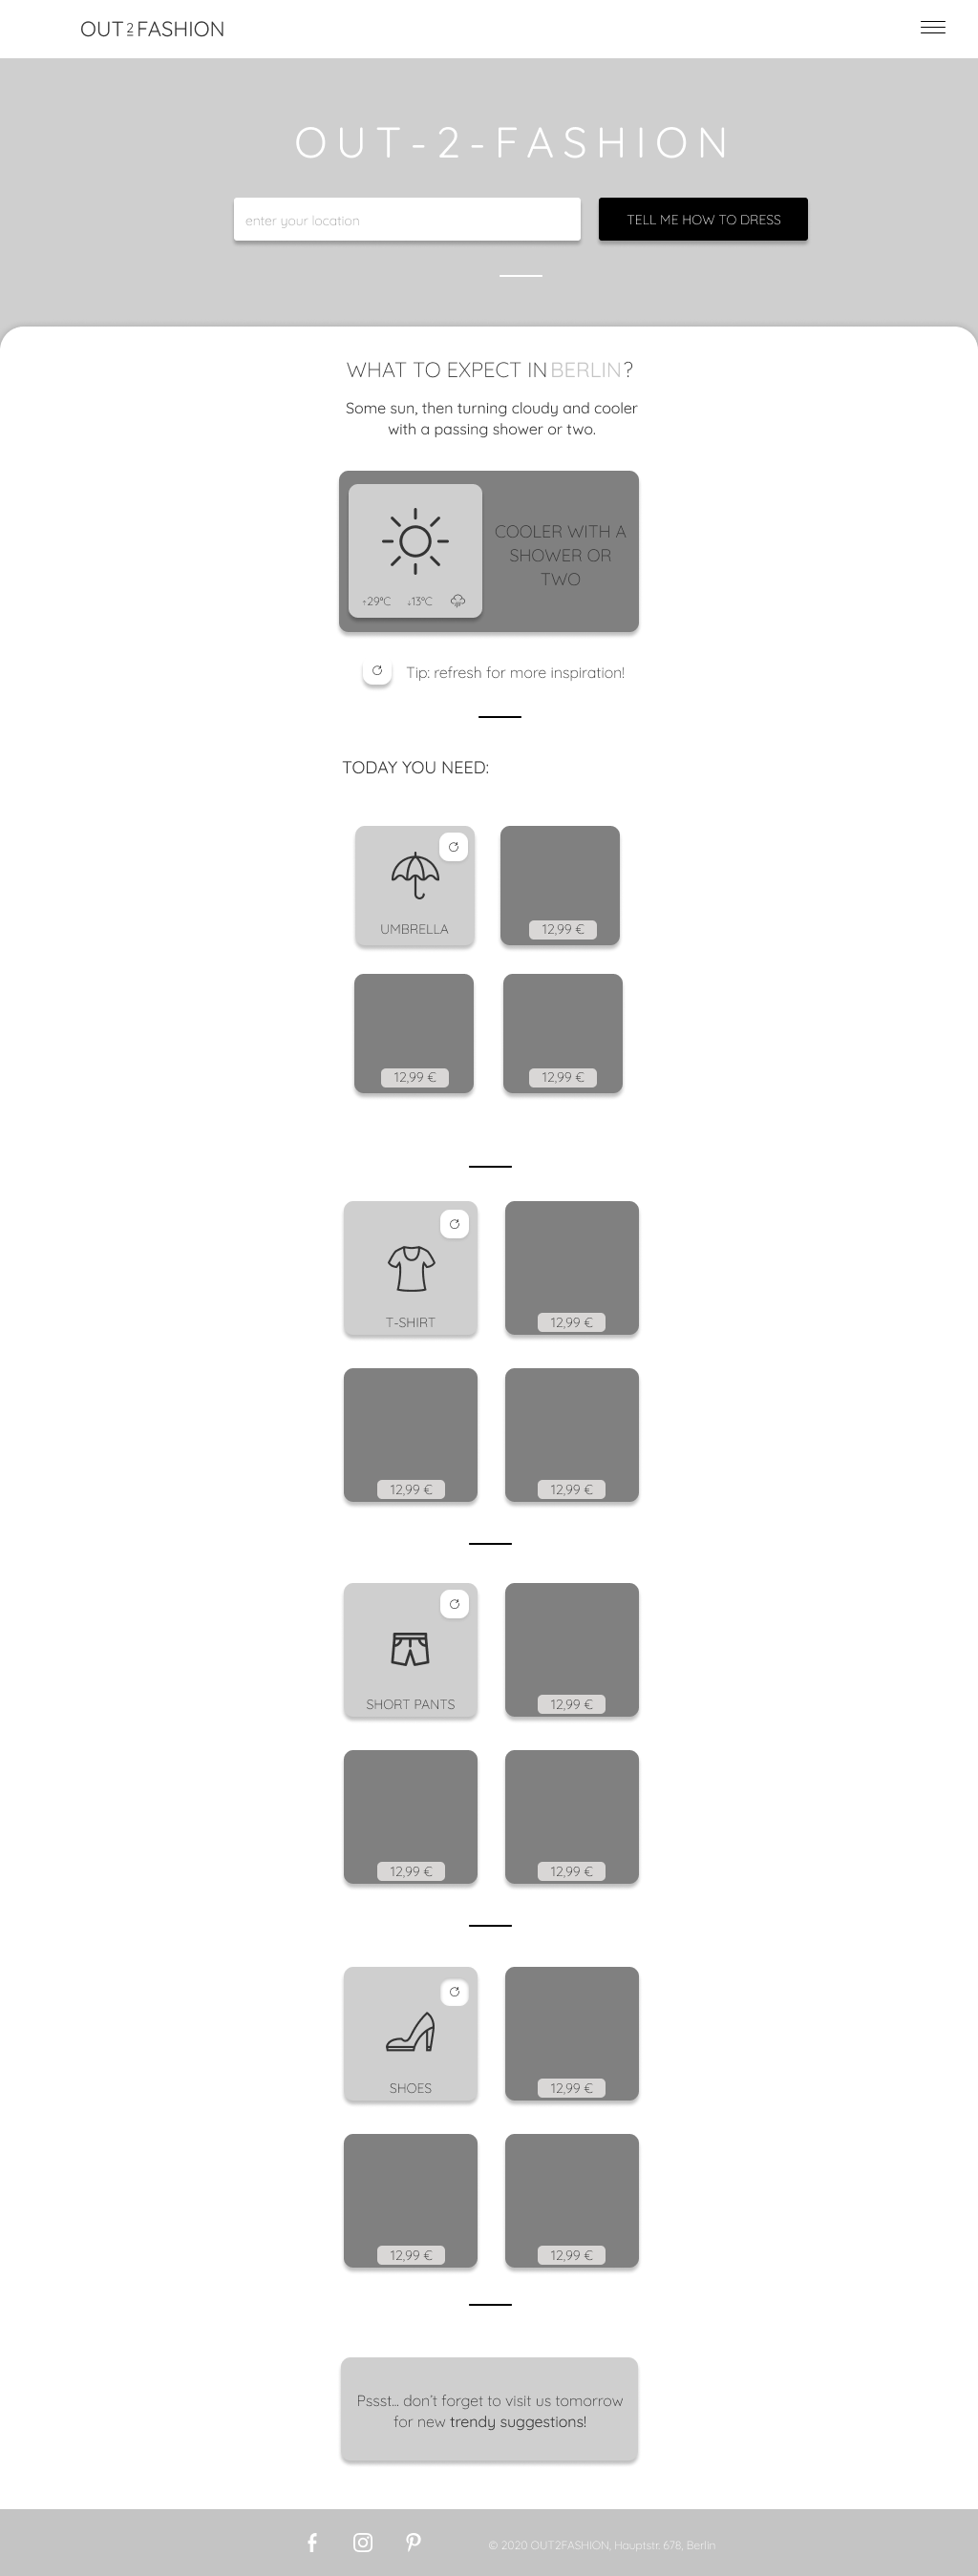 OUT2FASHION
OUT-2-FASHION
enter your location
TELL ME HOW TO DRESS
WHAT TO EXPECT IN BERLIN?
Some sun, then turning cloudy and cooler
with a passing shower or two.
COOLER WITH A
SHOWER OR
TWO
↑29°C ↓13°C
Tip: refresh for more inspiration!
TODAY YOU NEED:
UMBRELLA
12,99 €
12,99 €
12,99 €
T-SHIRT
12,99 €
12,99 €
12,99 €
SHORT PANTS
12,99 €
12,99 €
12,99 €
SHOES
12,99 €
12,99 €
12,99 €
Pssst... don't forget to visit us tomorrow
for new trendy suggestions!
© 2020 OUT2FASHION, Hauptstr. 678, Berlin